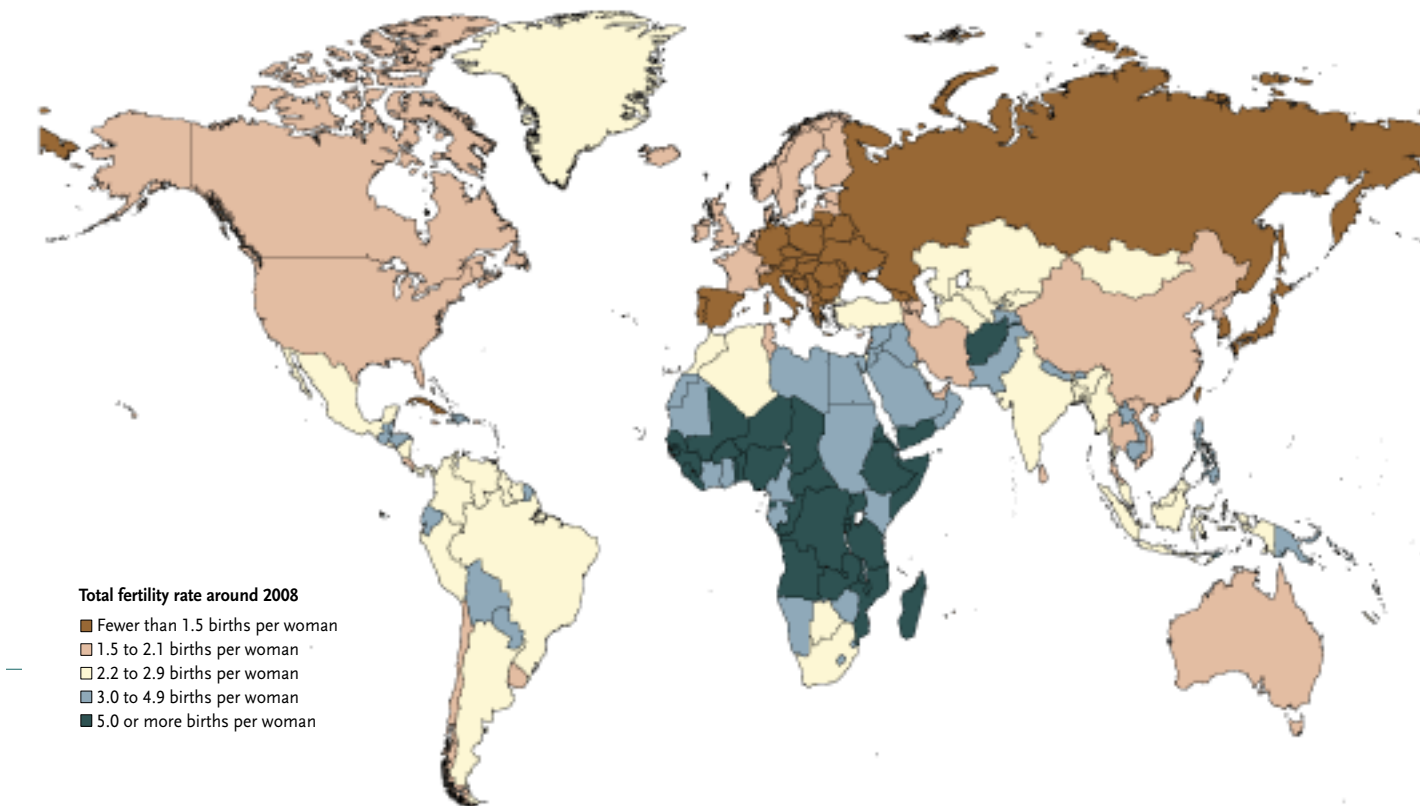 Total fertility rate around 2008
Fewer than 1.5 births per woman
1.5 to 2.1 births per woman
2.2 to 2.9 births per woman
3.0 to 4.9 births per woman
5.0 or more births per woman